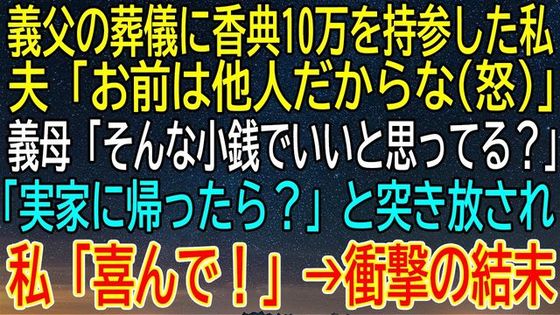 義父の葬儀に香典10万を持参した私
夫「お前は他人だからな(怒)」
義母「そんな小銭でいいと思ってる?」
「実家に帰ったら?」と突き放され
私「喜んで!」→衝撃の結末